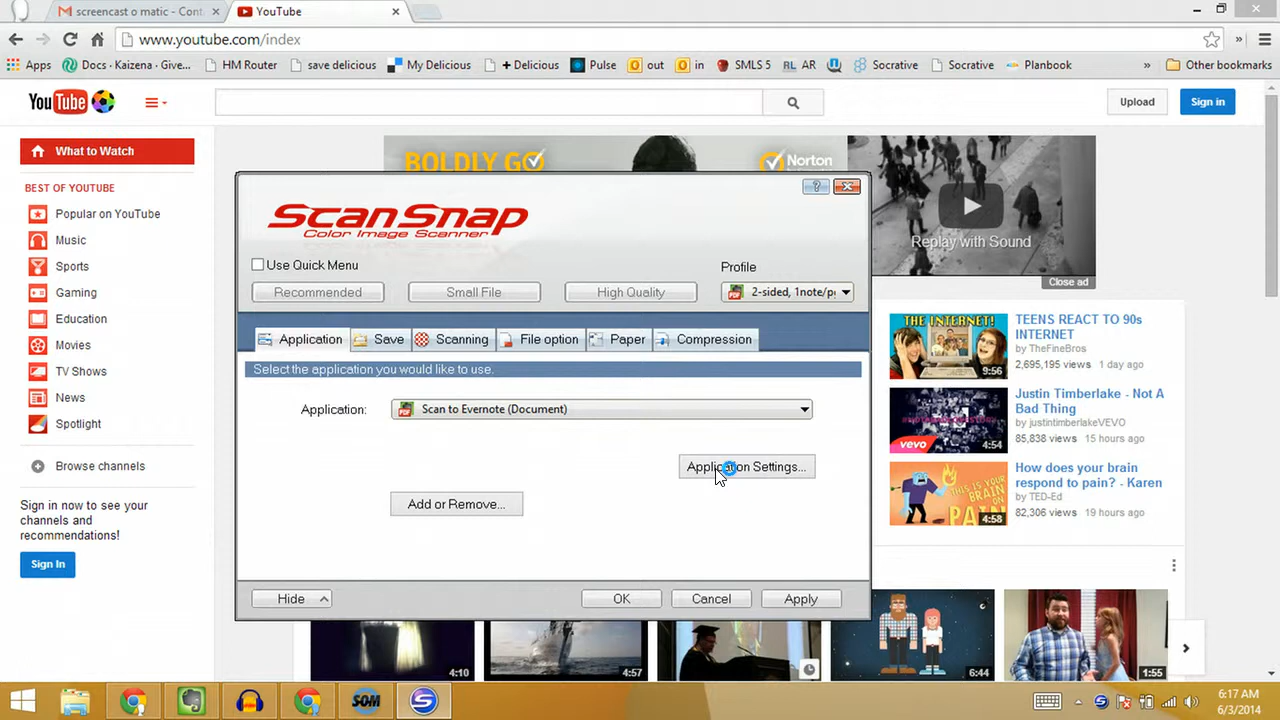 screencast o matic - Cont
YouTube
www.youtube.com/index
Apps
Docs - Kaizena - Give...
HM Router
save delicious
My Delicious
+ Delicious
Pulse
out
in
SMLS 5
RL AR
Socrative
Socrative
Planbook
»
Other bookmarks
YouTube
Upload
Sign in
What to Watch
BEST OF YOUTUBE
Popular on YouTube
Music
Sports
Gaming
Education
Movies
TV Shows
News
Spotlight
Browse channels
Sign in now to see your
channels and
recommendations!
Sign In
BOLDLY GO
Norton
Replay with Sound
Close ad
ScanSnap
Color Image Scanner
Use Quick Menu
Profile
Recommended
Small File
High Quality
2-sided, 1note/p
Application
Save
Scanning
File option
Paper
Compression
Select the application you would like to use.
Application:
Scan to Evernote (Document)
Application Settings...
Add or Remove...
Hide
OK
Cancel
Apply
THE INTERNET!
9:56
TEENS REACT TO 90s
INTERNET
by TheFineBros
2,695,195 views 1 day ago
vevo
4:54
Justin Timberlake - Not A
Bad Thing
by justintimberlakeVEVO
85,838 views 15 hours ago
THIS IS YOUR
BRAIN
ON
PAIN
4:58
How does your brain
respond to pain? - Karen
by TED-Ed
82,306 views 19 hours ago
4:10
4:57
6:44
1:55
SOM
6:17 AM
6/3/2014